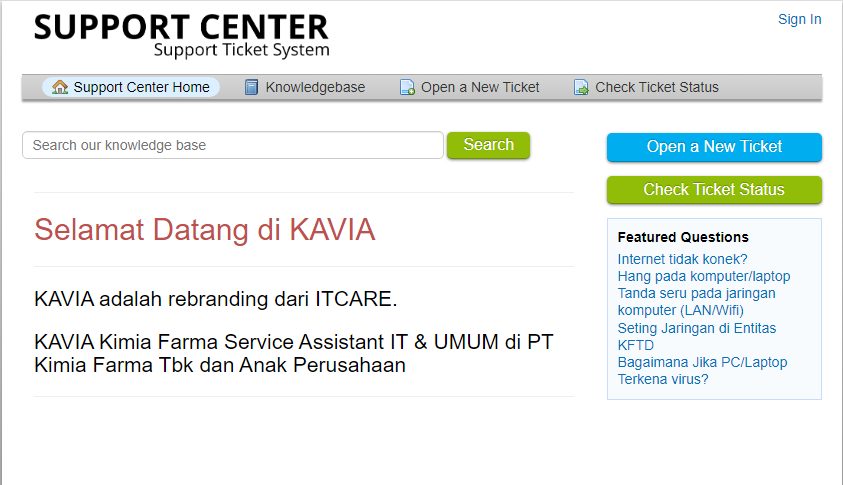 SUPPORT CENTER
Support Ticket System
Sign In
Support Center Home
Knowledgebase
Open a New Ticket
Check Ticket Status
Search our knowledge base
Search
Selamat Datang di KAVIA
KAVIA adalah rebranding dari ITCARE.
KAVIA Kimia Farma Service Assistant IT & UMUM di PT
Kimia Farma Tbk dan Anak Perusahaan
Open a New Ticket
Check Ticket Status
Featured Questions
Internet tidak konek?
Hang pada komputer/laptop
Tanda seru pada jaringan
komputer (LAN/Wifi)
Seting Jaringan di Entitas
KFTD
Bagaimana Jika PC/Laptop
Terkena virus?